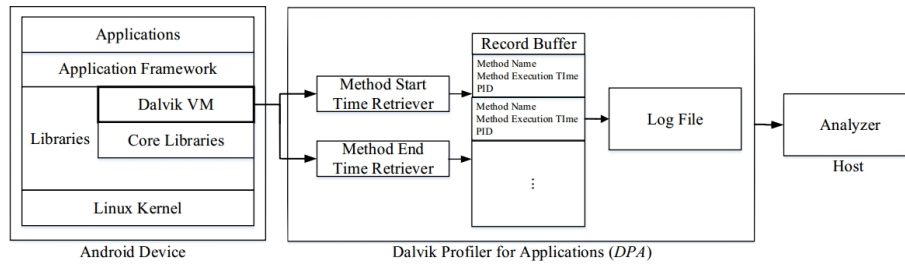 Applications
Application Framework
Dalvik VM
Libraries
Core Libraries
Linux Kernel
Android Device
Method Start
Time Retriever
Method End
Time Retriever
Record Buffer
Method Name
Method Execution TIme
PID
Method Name
Method Execution TIme
PID
...
Log File
Dalvik Profiler for Applications (DPA)
Analyzer
Host